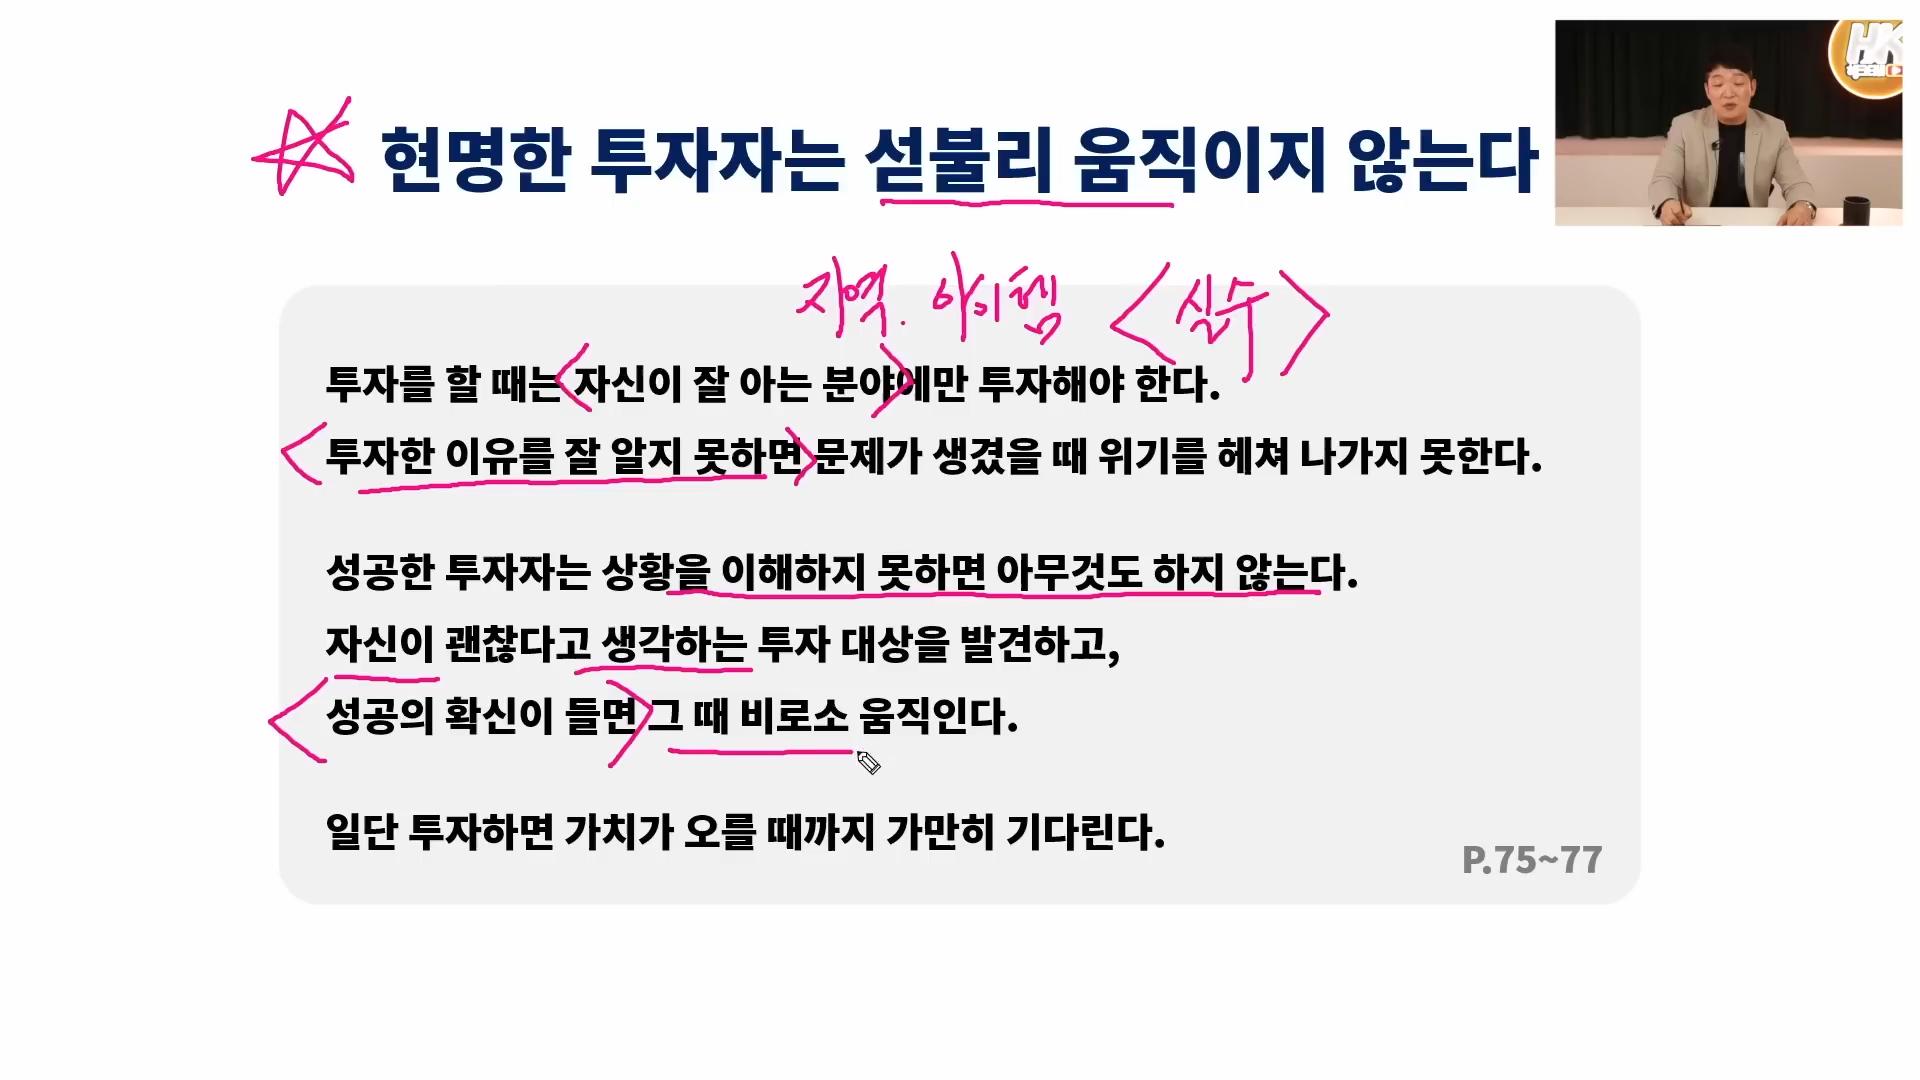 현명한 투자자는 섣불리 움직이지 않는다
HK
지역. 아이템 <실수>
투자를 할 때는 자신이 잘 아는 분야에만 투자해야 한다.
투자한 이유를 잘 알지 못하면 문제가 생겼을 때 위기를 헤쳐 나가지 못한다.
성공한 투자자는 상황을 이해하지 못하면 아무것도 하지 않는다.
자신이 괜찮다고 생각하는 투자 대상을 발견하고,
성공의 확신이 들면 그 때 비로소 움직인다.
일단 투자하면 가치가 오를 때까지 가만히 기다린다.
P.75~77